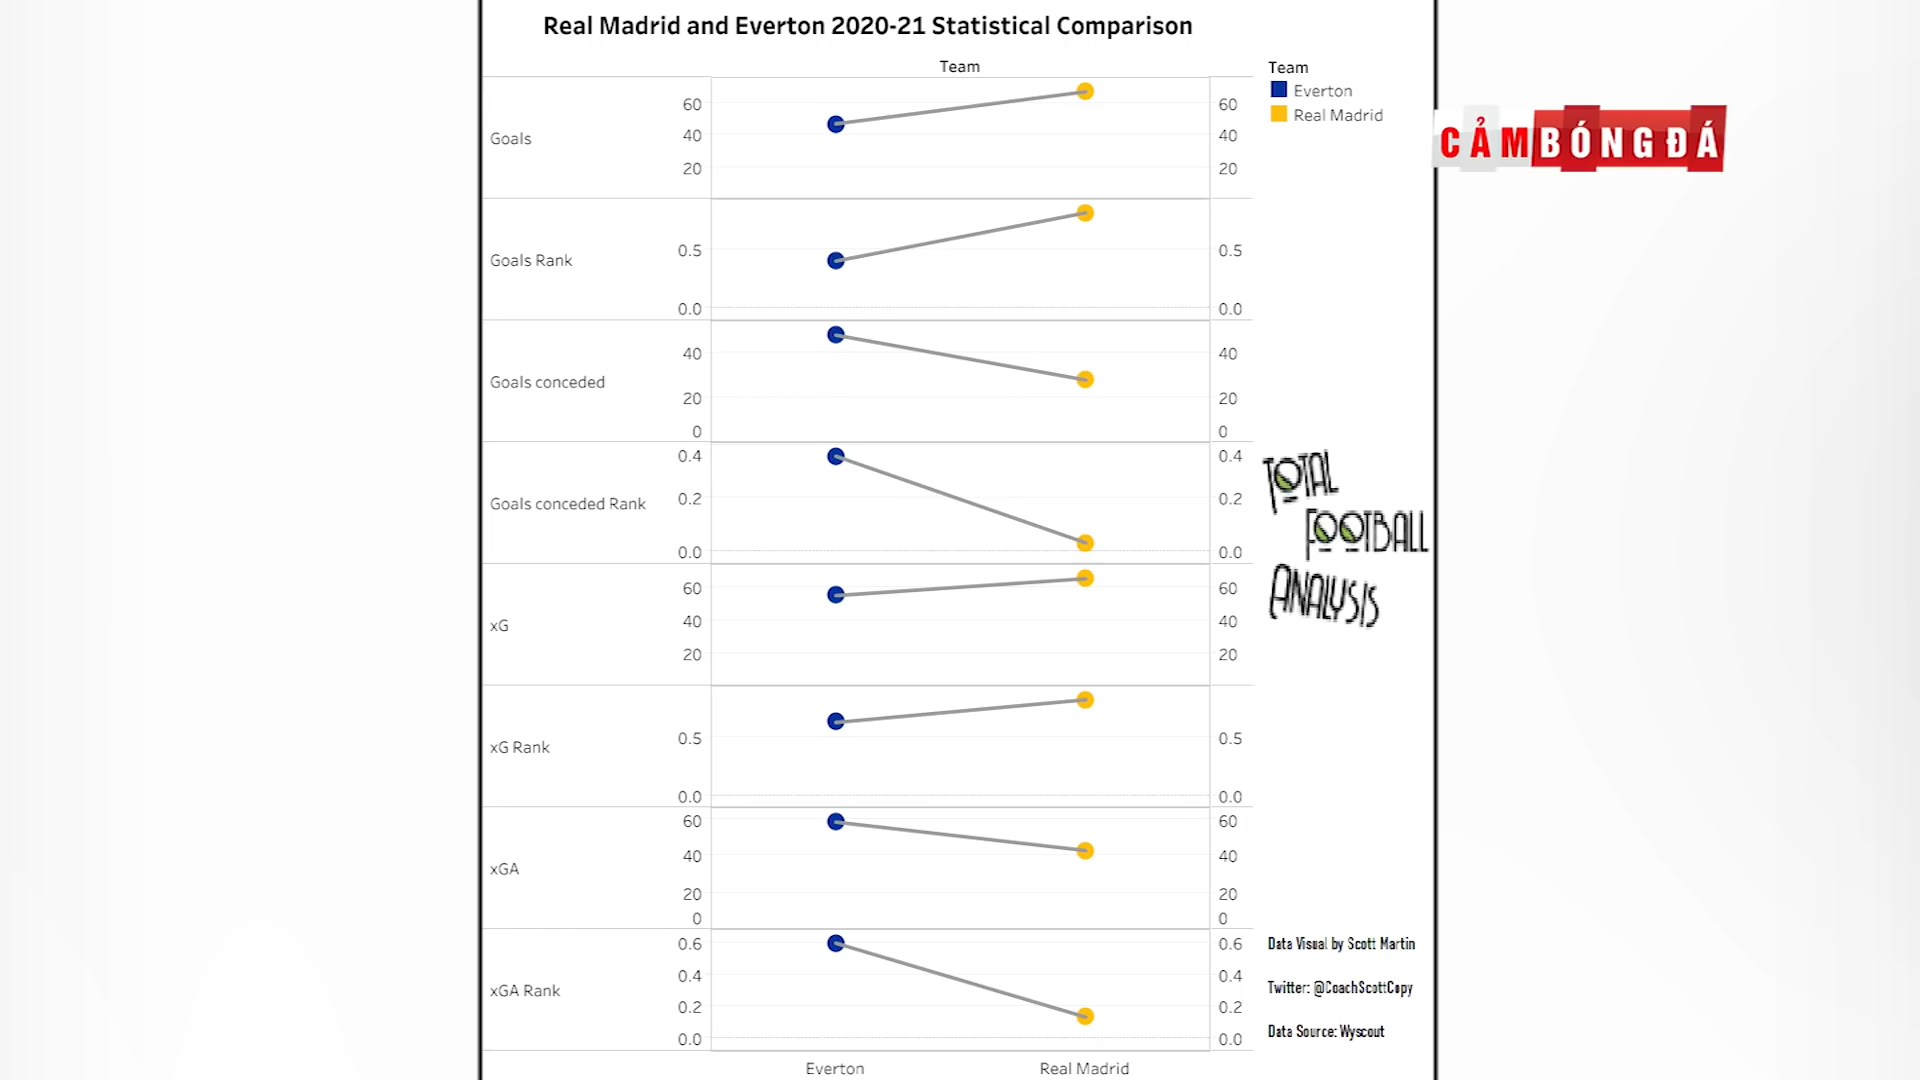 Real Madrid and Everton 2020-21 Statistical Comparison
Team
Team
Everton
Real Madrid
CẢM BÓNG ĐÁ
Goals
60
40
20
60
40
20
Goals Rank
0.5
0.0
0.5
0.0
Goals conceded
40
20
0
40
20
0
Goals conceded Rank
0.4
0.2
0.0
0.4
0.2
0.0
TOTAL
FOOTBALL
ANALYSIS
xG
60
40
20
60
40
20
xG Rank
0.5
0.0
0.5
0.0
xGA
60
40
20
0
60
40
20
0
xGA Rank
0.6
0.4
0.2
0.0
0.6
0.4
0.2
0.0
Data Visual by Scott Martin
Twitter: @CoachScottCopy
Data Source: Wyscout
Everton
Real Madrid